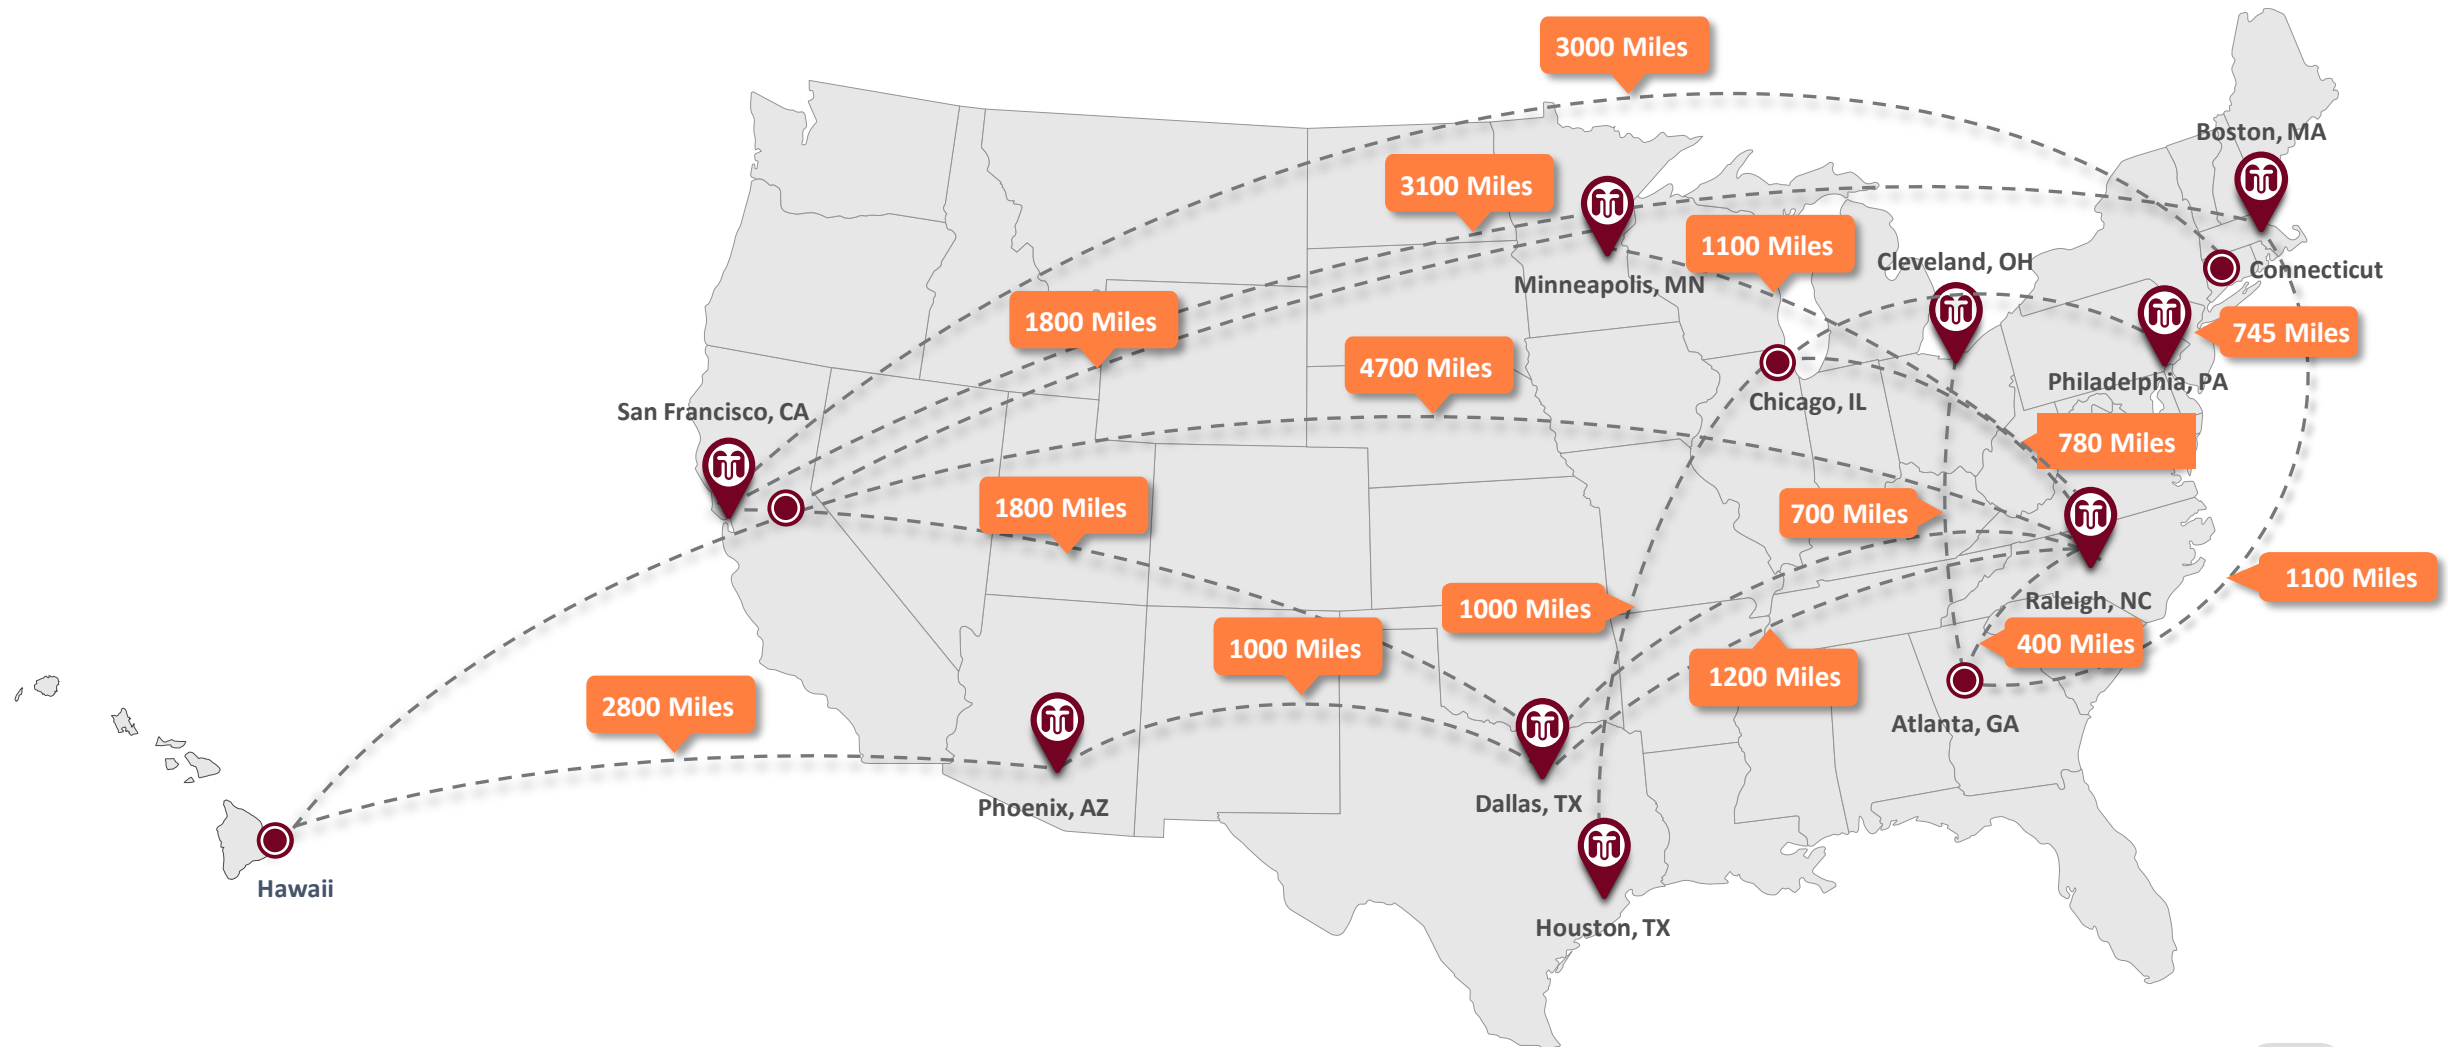 3000 Miles
Boston, MA
3100 Miles
1100 Miles
Cleveland, OH
Connecticut
Minneapolis, MN
1800 Miles
745 Miles
4700 Miles
Philadelphia, PA
Chicago, IL
San Francisco, CA
780 Miles
1800 Miles
700 Miles
1100 Miles
1000 Miles
Raleigh, NC
400 Miles
1000 Miles
1200 Miles
2800 Miles
Atlanta, GA
Phoenix, AZ
Dallas, TX
Hawaii
Houston, TX